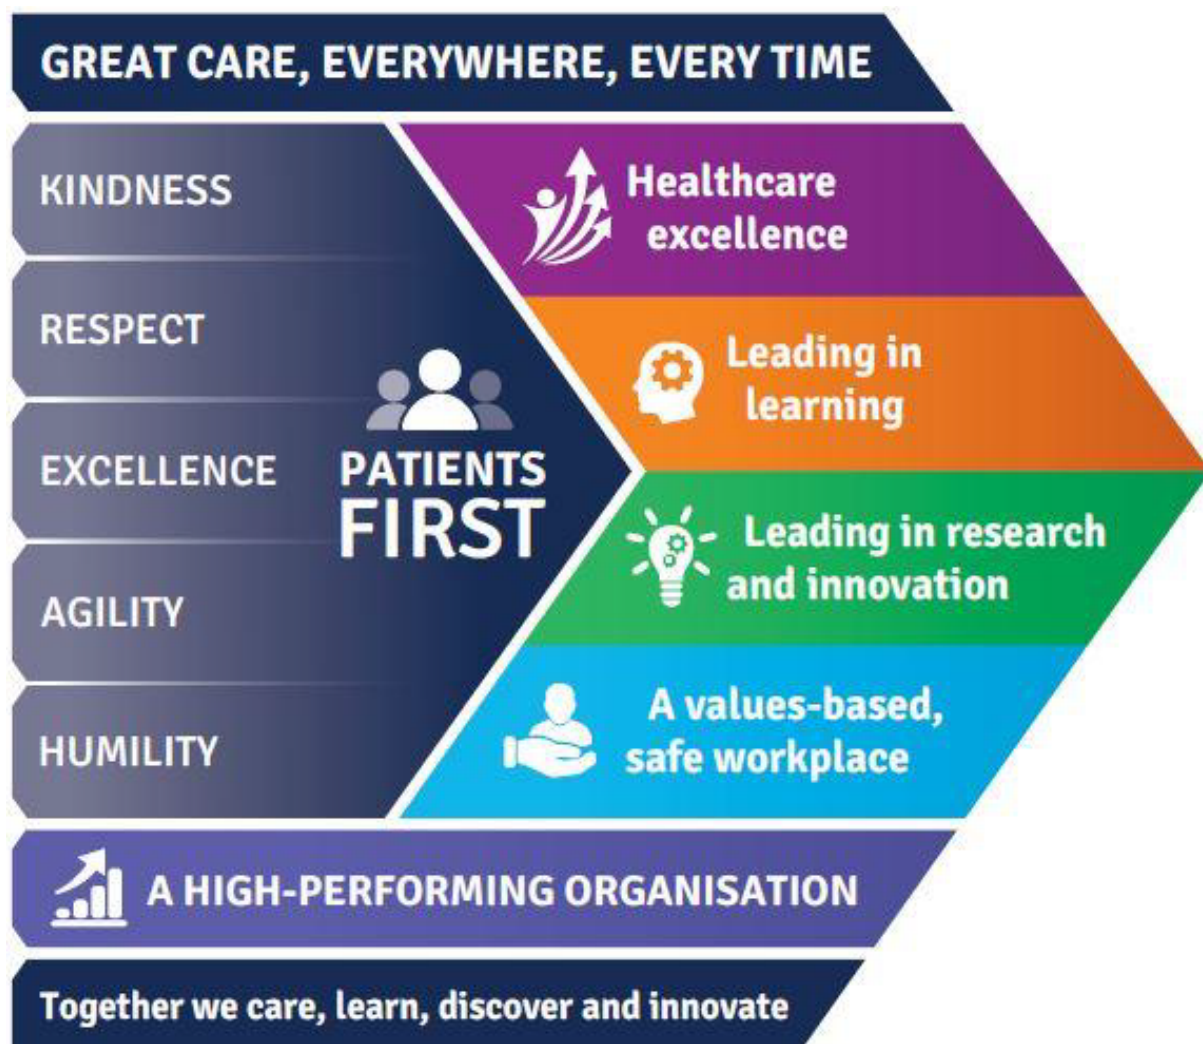 GREAT CARE, EVERYWHERE, EVERY TIME
KINDNESS
RESPECT
EXCELLENCE
AGILITY
HUMILITY
PATIENTS
FIRST
Healthcare
excellence
Leading in
learning
Leading in research
and innovation
A values-based,
safe workplace
A HIGH-PERFORMING ORGANISATION
Together we care, learn, discover and innovate